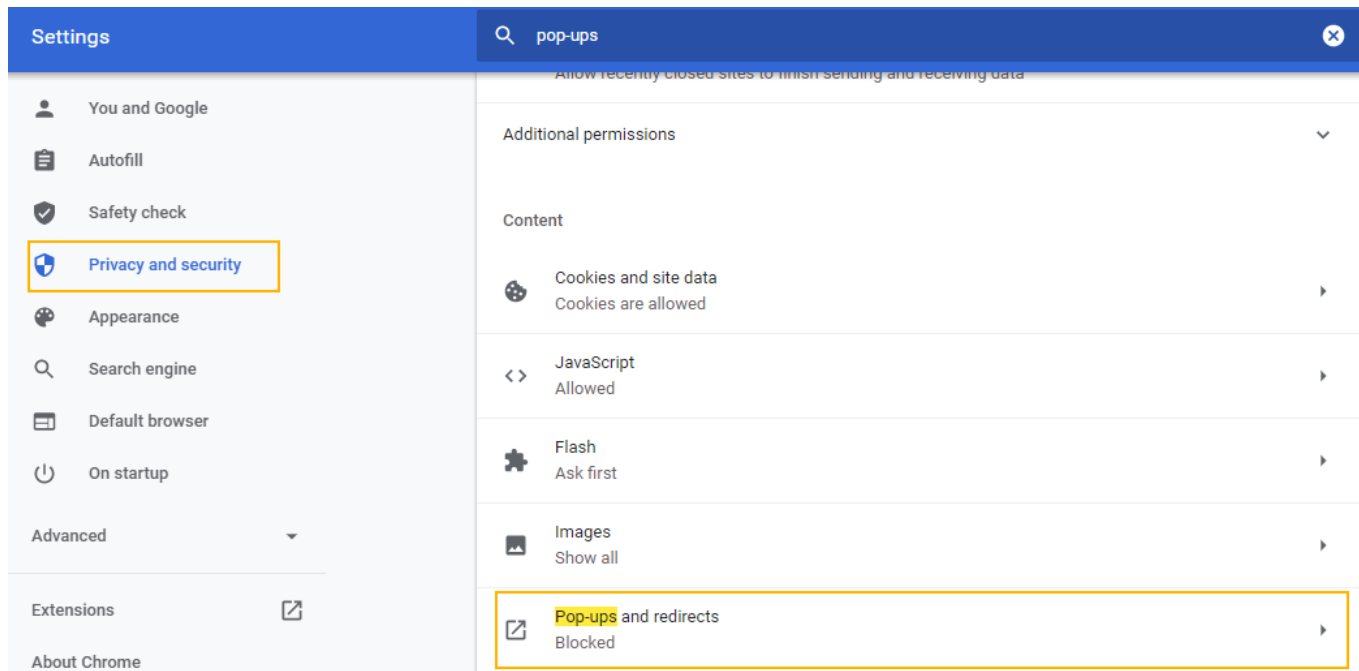 Settings
pop-ups
You and Google
Autofill
Safety check
Privacy and security
Appearance
Search engine
Default browser
On startup
Advanced
Extensions
About Chrome
Allow recently closed sites to finish sending and receiving data
Additional permissions
Content
Cookies and site data
Cookies are allowed
JavaScript
Allowed
Flash
Ask first
Images
Show all
Pop-ups and redirects
Blocked